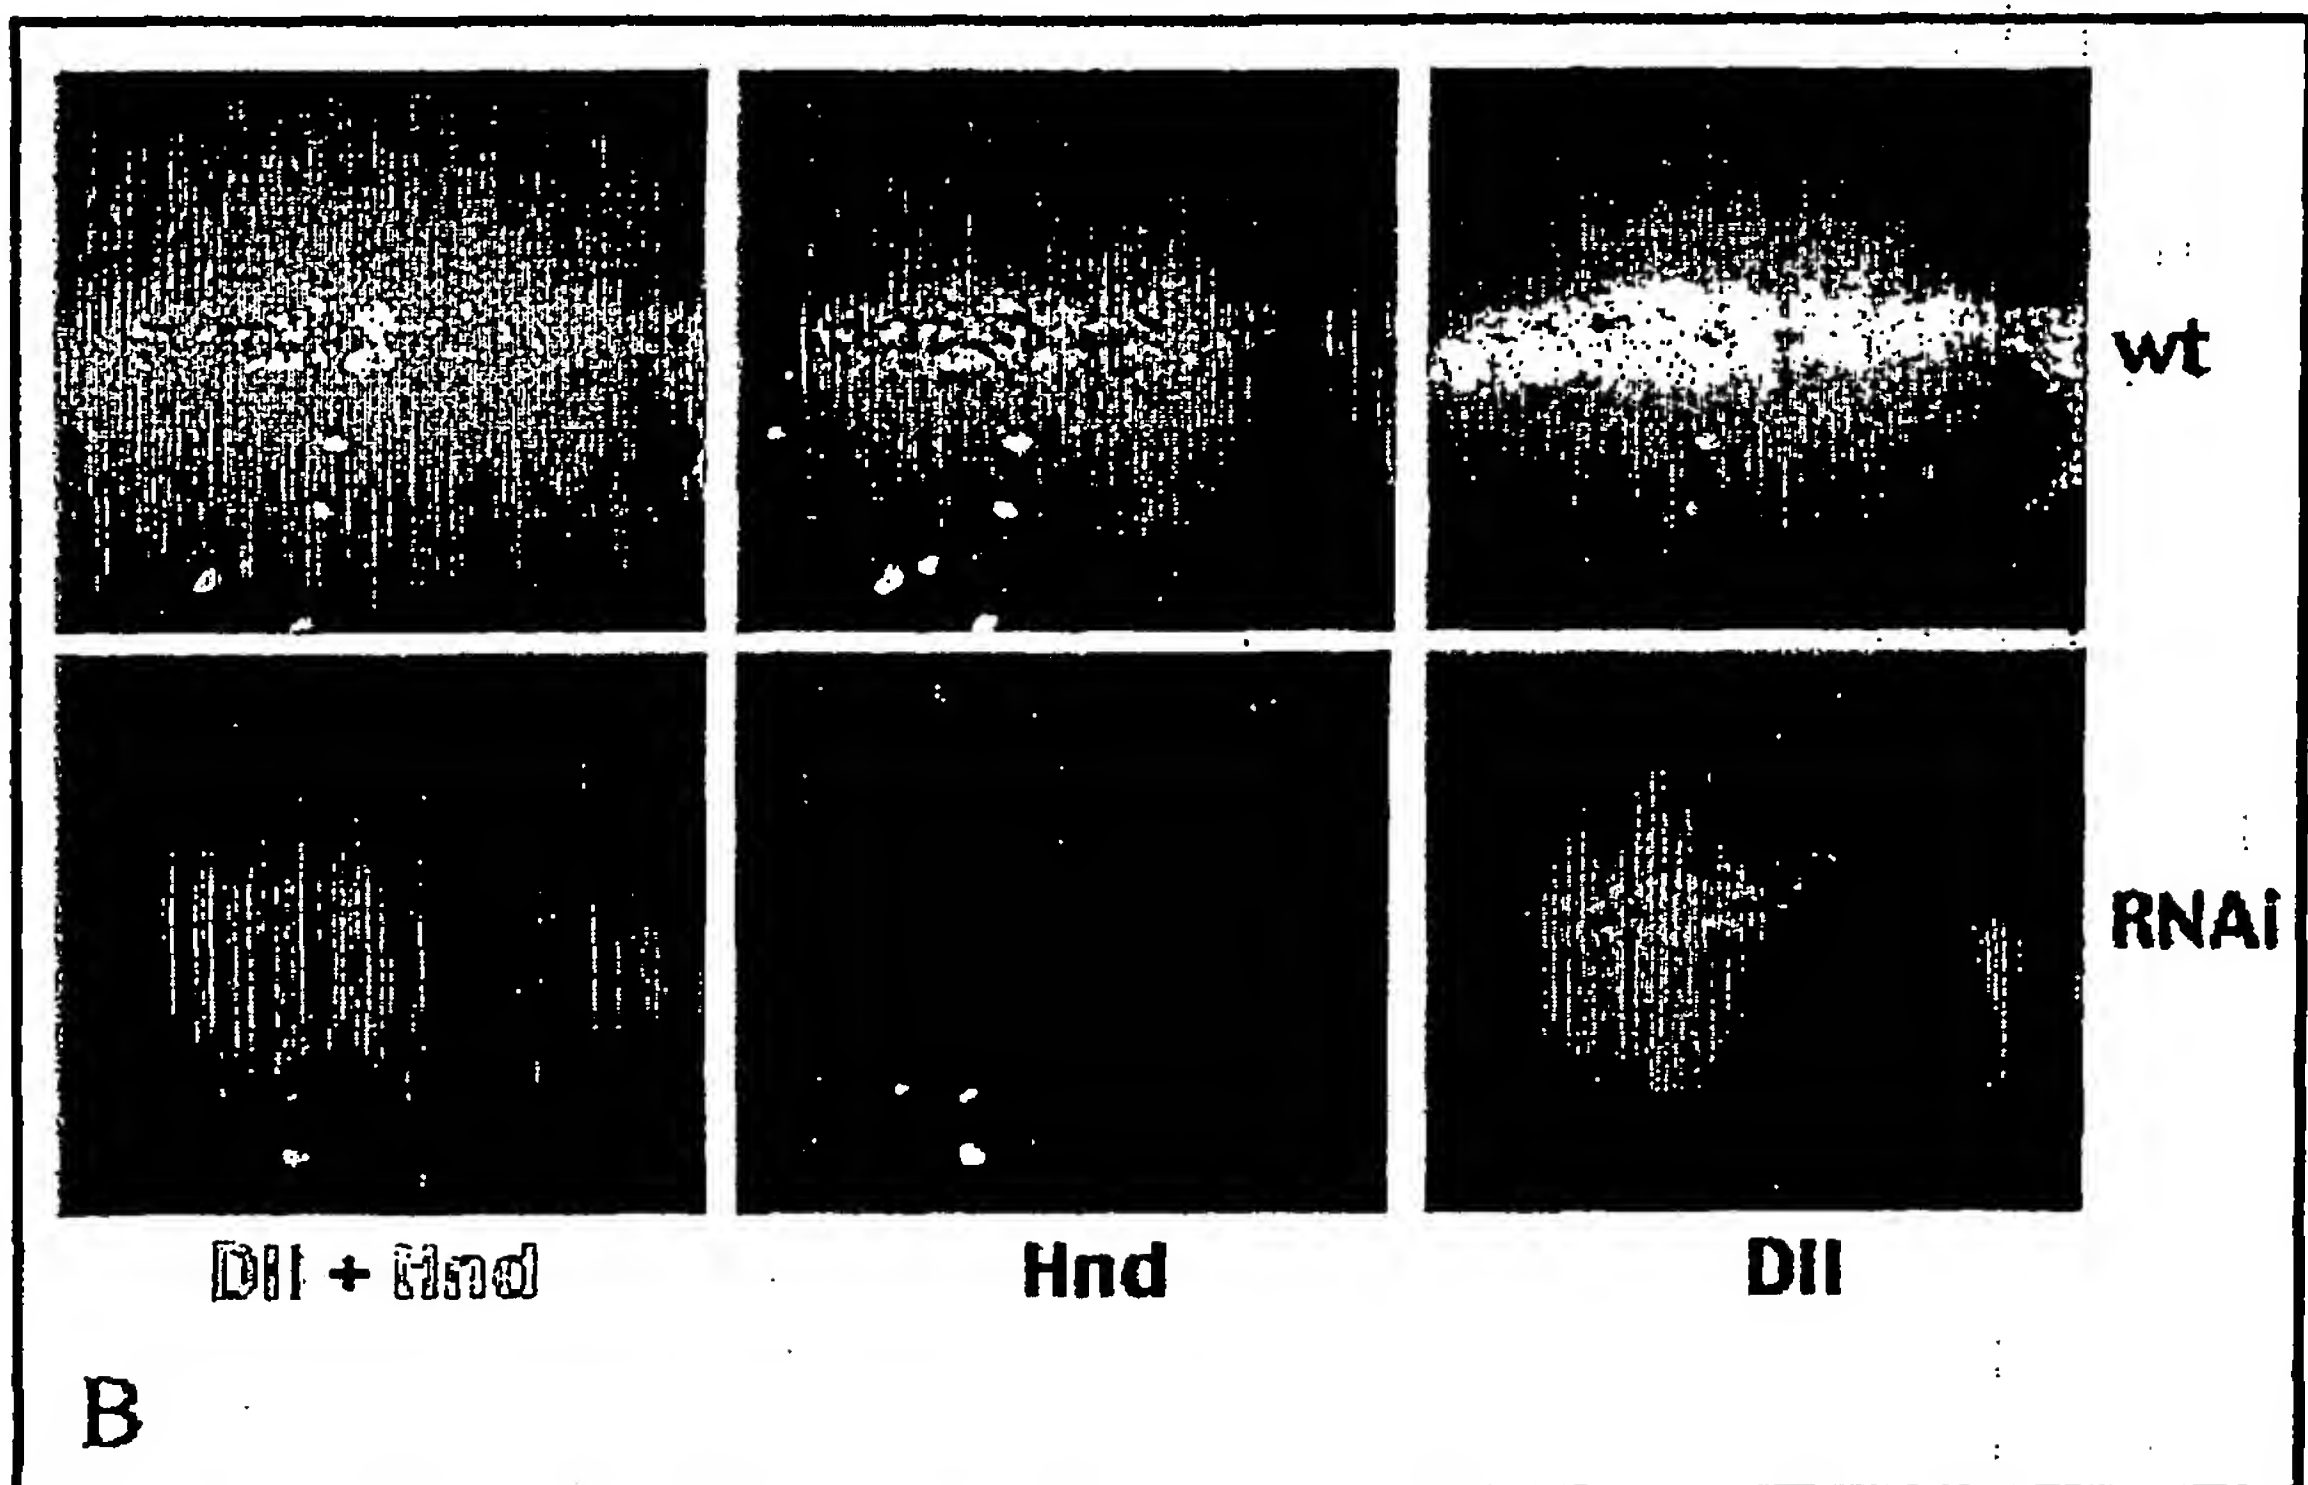 wt
RNAi
Dll + Hnd
Hnd
Dll
B